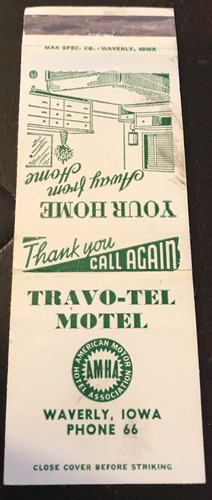 MAR SPEC. CO. - WAVERLY, IOWA
YOUR HOME
Away from
Home
Thank you
CALL AGAIN
TRAVO-TEL
MOTEL
AMERICAN MOTOR
HOTEL ASSOCIATION
AMHA
WAVERLY, IOWA
PHONE 66
CLOSE COVER BEFORE STRIKING